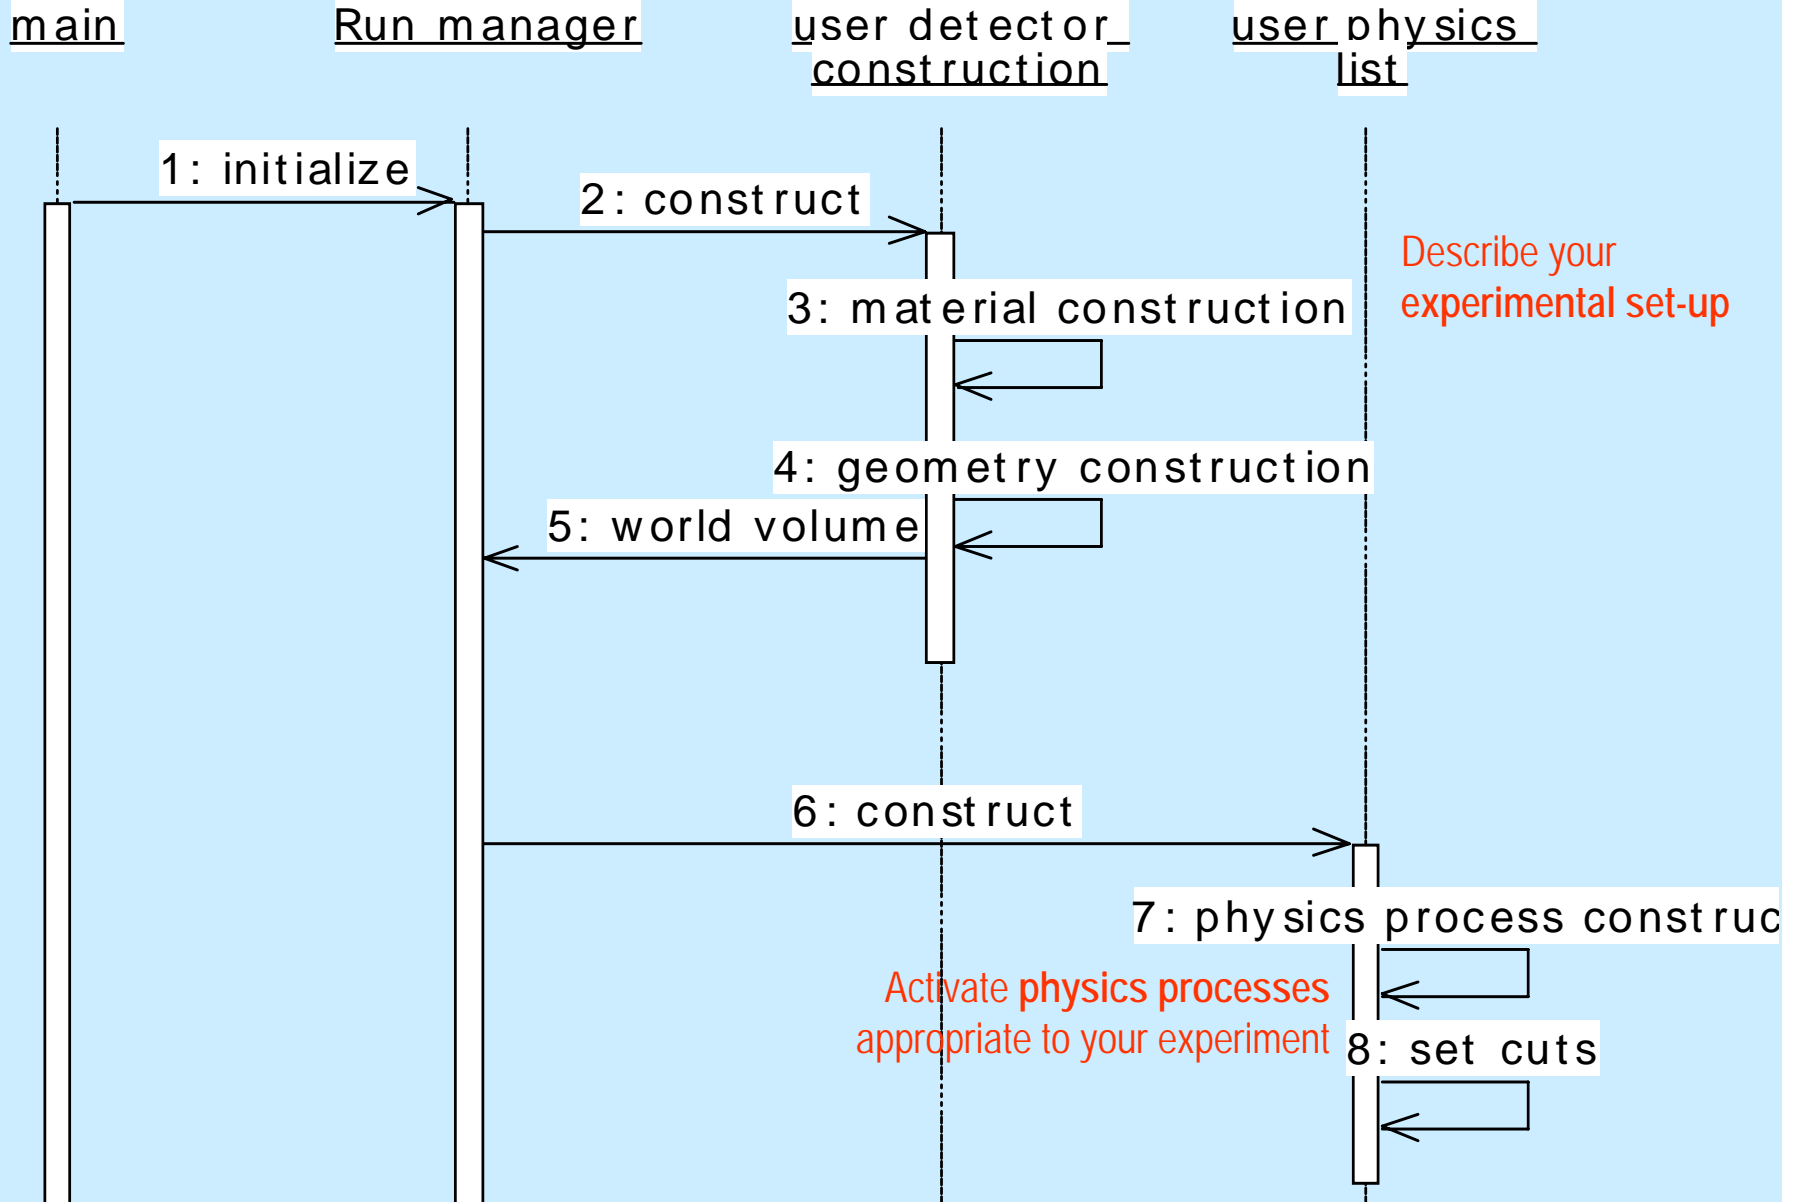 main
Run manager
user detector
construction
user physics
list
1: initialize
2: construct
Describe your
experimental set-up
3: material construction
4: geometry construction
5: world volume
6: construct
7: physics process construc
Activate physics processes
appropriate to your experiment
8: set cuts